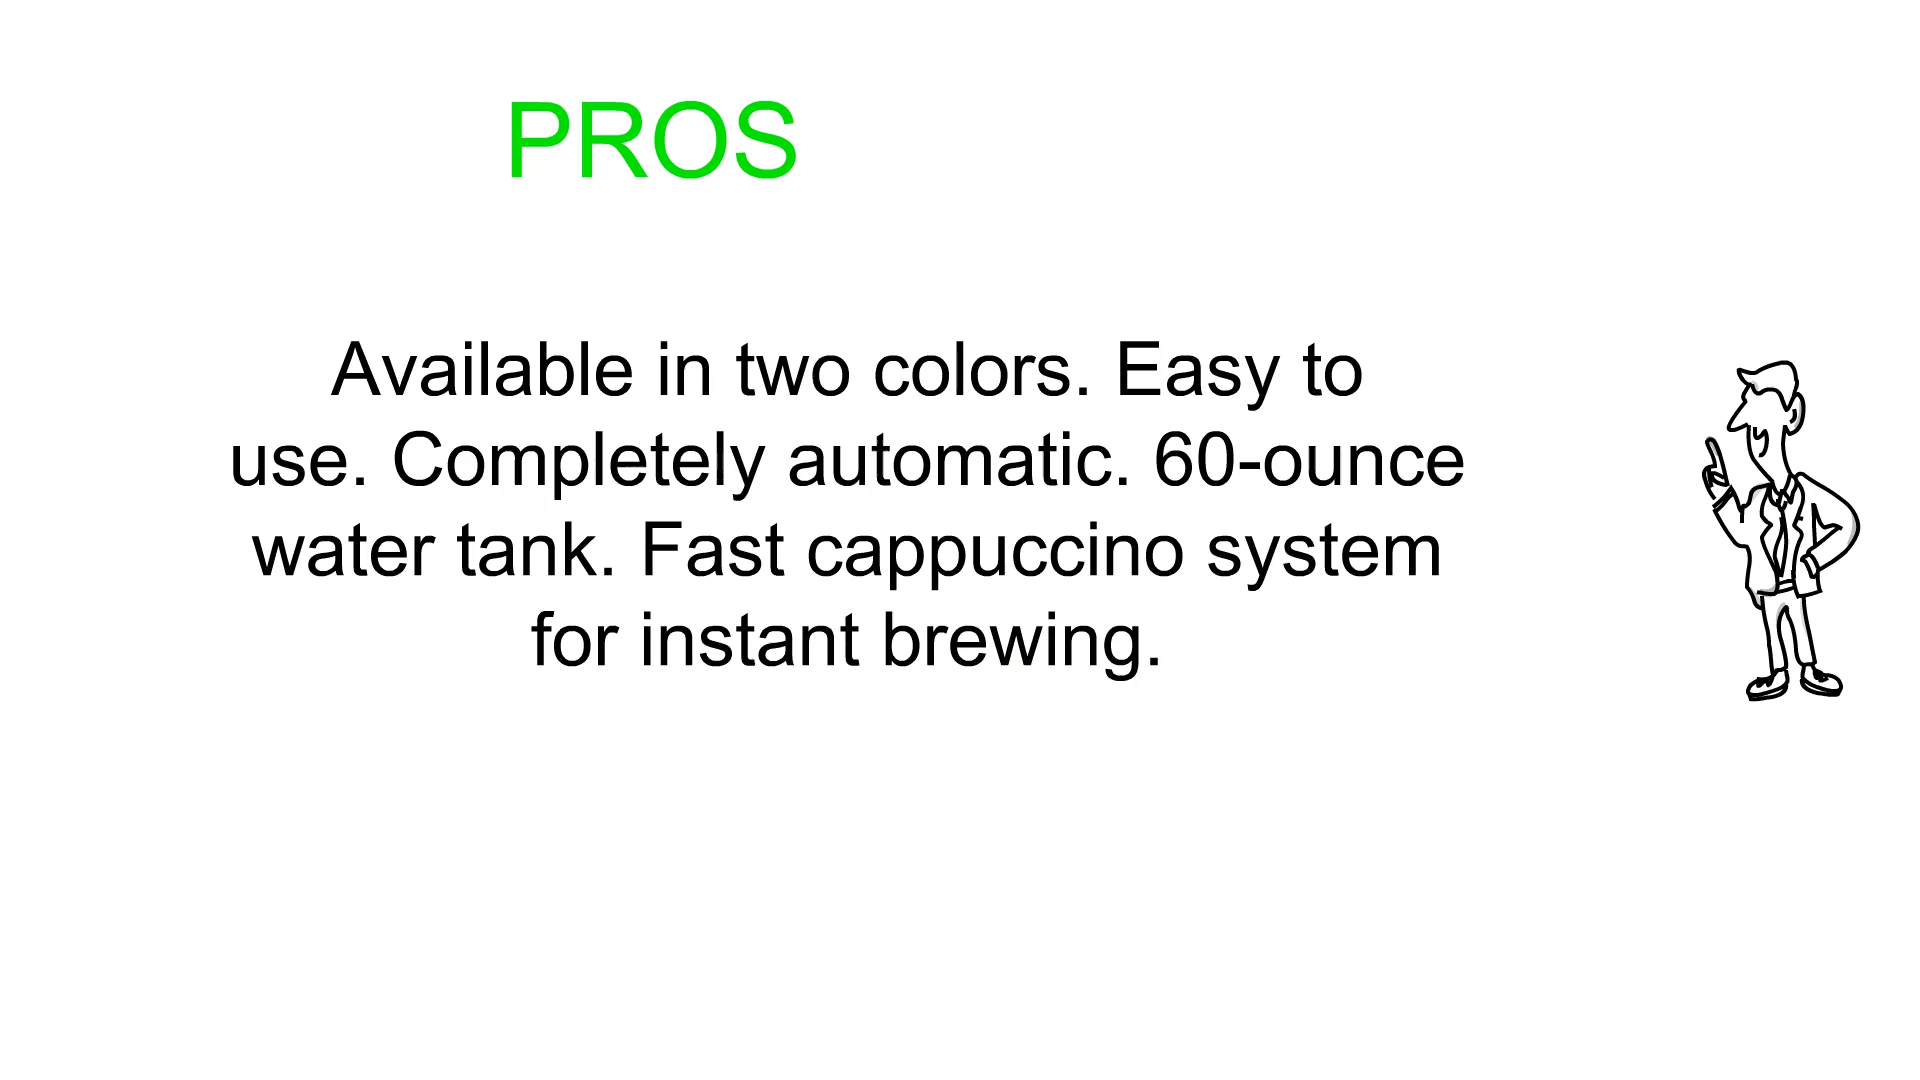 PROS
Available in two colors. Easy to
use. Completely automatic. 60-ounce
water tank. Fast cappuccino system
for instant brewing.